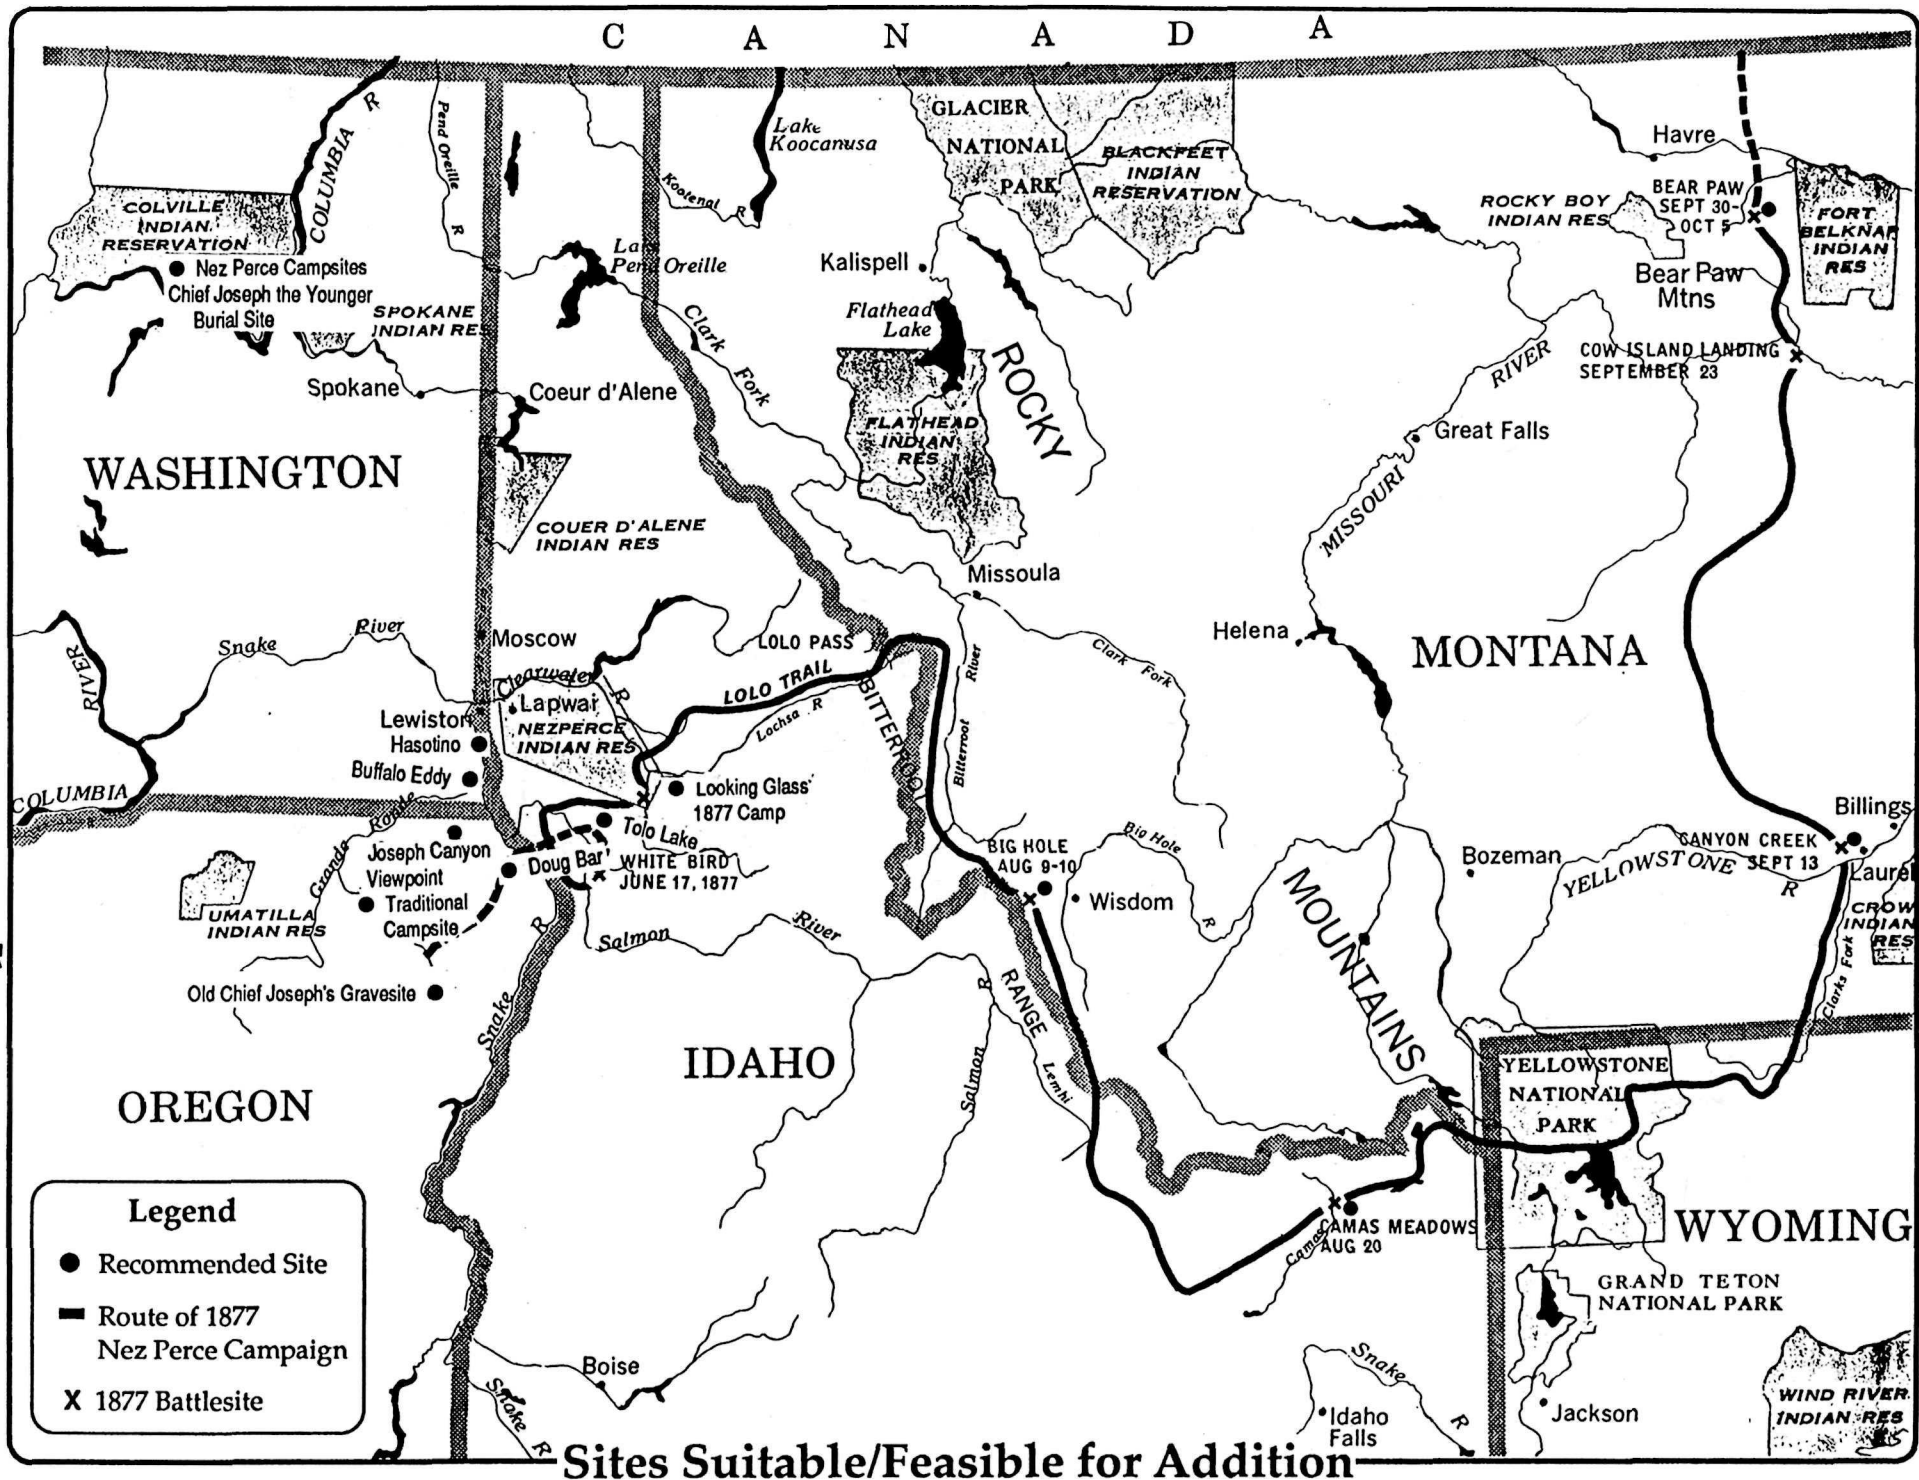 C A N A D A
COLUMBIA R
Pend Oreille R
Lake
Koocanusa
Kootenai R
GLACIER
NATIONAL
PARK
BLACKFEET
INDIAN
RESERVATION
Havre
ROCKY BOY
INDIAN RES
BEAR PAW
SEPT 30-
OCT 5
FORT
BELKNAP
INDIAN
RES
Bear Paw
Mtns
COLVILLE
INDIAN
RESERVATION
Nez Perce Campsites
Chief Joseph the Younger
Burial Site
SPOKANE
INDIAN RES
Lake
Pend Oreille
Kalispell
Flathead
Lake
Clark
Fork
ROCKY
RIVER
COW ISLAND LANDING
SEPTEMBER 23
Spokane
Coeur d'Alene
FLATHEAD
INDIAN
RES
Great Falls
WASHINGTON
MISSOURI
COUER D'ALENE
INDIAN RES
Missoula
Helena
MONTANA
Snake River
Moscow
LOLO PASS
River
Clark Fork
RIVER
Clearwater R
LOLO TRAIL
Lapwai
Lochsa R
BITTERROOT
Bitterroot
Lewiston
Hasotino
NEZPERCE
INDIAN RES
Buffalo Eddy
Looking Glass'
1877 Camp
COLUMBIA
Ronde
Grande
Tolo Lake
Billings
Joseph Canyon
Viewpoint
Doug Bar
WHITE BIRD
JUNE 17, 1877
BIG HOLE
AUG 9-10
Big Hole
R
Bozeman
CANYON CREEK
SEPT 13
YELLOWSTONE R
Laurel
Traditional
Campsite
Wisdom
UMATILLA
INDIAN RES
R
Salmon River
MOUNTAINS
CROW
INDIAN
RES
Clarks Fork
Old Chief Joseph's Gravesite
Snake
R
RANGE
Salmon
Lemhi
IDAHO
OREGON
YELLOWSTONE
NATIONAL
PARK
WYOMING
CAMAS MEADOWS
AUG 20
Camas
GRAND TETON
NATIONAL PARK
Legend
Recommended Site
Route of 1877
Nez Perce Campaign
X 1877 Battlesite
Boise
Snake
R
Snake
R
Idaho
Falls
Jackson
WIND RIVER
INDIAN RES
Sites Suitable/Feasible for Addition